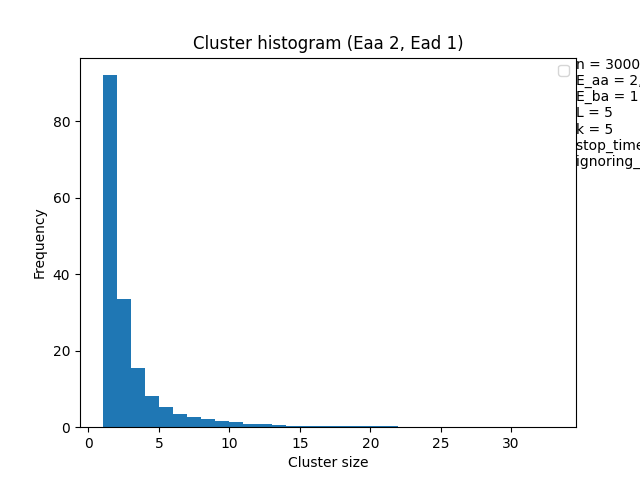 Cluster histogram (Eaa 2, Ead 1)
n = 3000
E_aa = 2,
E_ba = 1
L = 5
k = 5
stop_time
ignoring_
80
60
40
20
0
Frequency
0 5 10 15 20 25 30
Cluster size